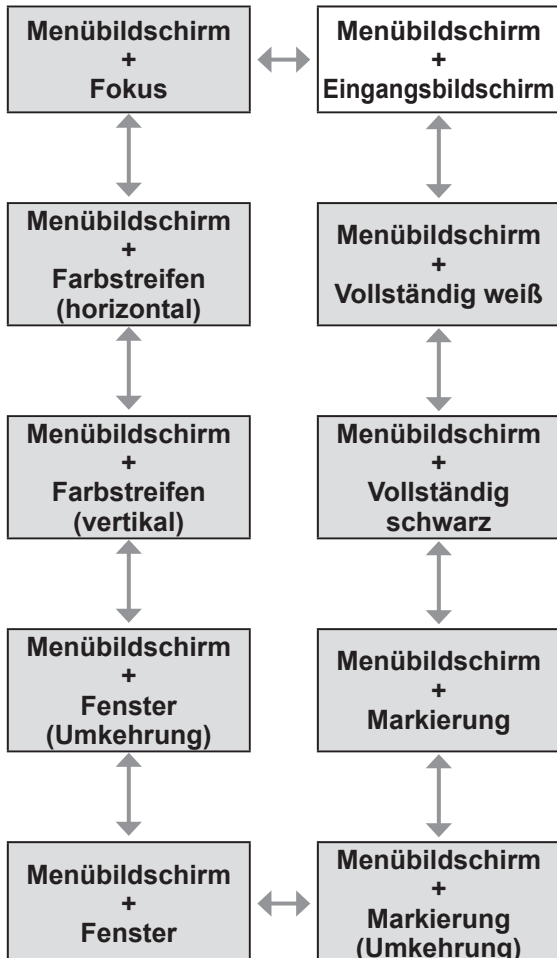 Menübildschirm
+
Fokus
Menübildschirm
+
Eingangsbildschirm
Menübildschirm
+
Farbstreifen
(horizontal)
Menübildschirm
+
Vollständig weiß
Menübildschirm
+
Farbstreifen
(vertikal)
Menübildschirm
+
Vollständig
schwarz
Menübildschirm
+
Fenster
(Umkehrung)
Menübildschirm
+
Markierung
Menübildschirm
+
Fenster
Menübildschirm
+
Markierung
(Umkehrung)